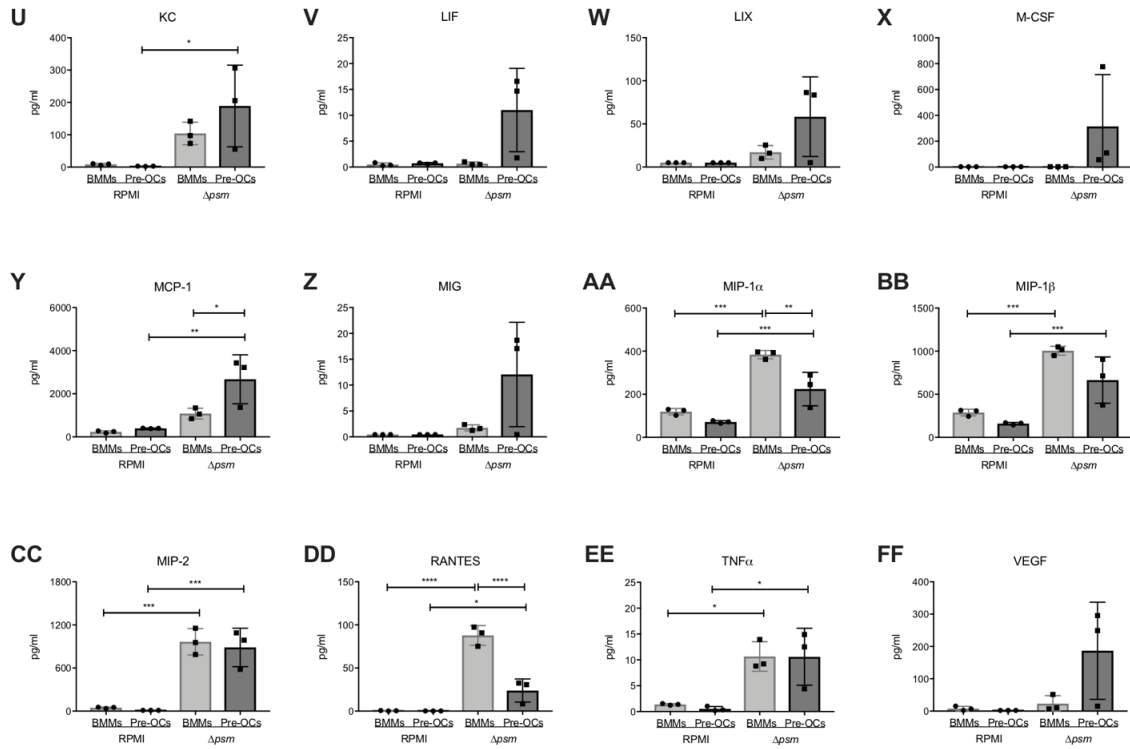 U KC V LIF W LIX X M-CSF
400 25 150 1000
* 20 800
300 100 15 600
200 10 400
100 50 5 200
0 0 0 0
pg/ml pg/ml pg/ml pg/ml
BMMs Pre-OCs BMMs Pre-OCs BMMs Pre-OCs BMMs Pre-OCs BMMs Pre-OCs BMMs Pre-OCs BMMs Pre-OCs BMMs Pre-OCs
RPMI Δpsm RPMI Δpsm RPMI Δpsm RPMI Δpsm
Y MCP-1 Z MIG AA MIP-1α BB MIP-1β
6000 25 600 1500
* *** ** ***
** 20 *** ***
4000 15 400 1000
2000 10 200 500
5
0 0 0 0
pg/ml pg/ml pg/ml pg/ml
BMMs Pre-OCs BMMs Pre-OCs BMMs Pre-OCs BMMs Pre-OCs BMMs Pre-OCs BMMs Pre-OCs BMMs Pre-OCs BMMs Pre-OCs
RPMI Δpsm RPMI Δpsm RPMI Δpsm RPMI Δpsm
CC MIP-2 DD RANTES EE TNFα FF VEGF
1800 150 25 400
*** **** **** *
*** * 20 * 300
1200 100 15 200
600 50 10 100
5
0 0 0 0
pg/ml pg/ml pg/ml pg/ml
BMMs Pre-OCs BMMs Pre-OCs BMMs Pre-OCs BMMs Pre-OCs BMMs Pre-OCs BMMs Pre-OCs BMMs Pre-OCs BMMs Pre-OCs
RPMI Δpsm RPMI Δpsm RPMI Δpsm RPMI Δpsm